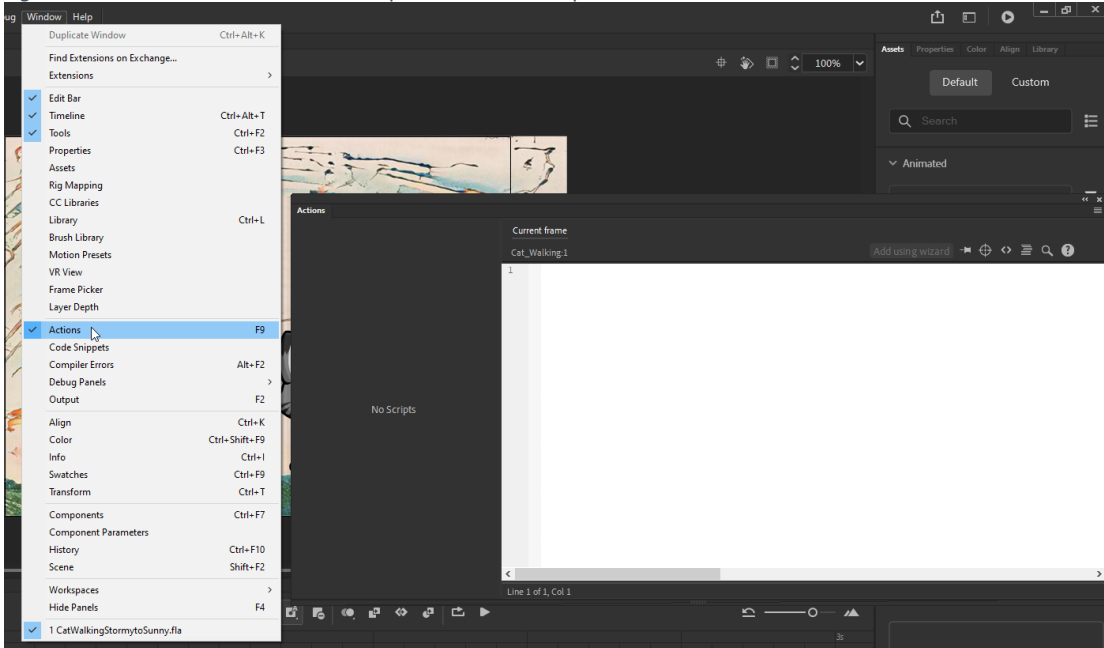 ug Window Help
Duplicate Window Ctrl+Alt+K
Find Extensions on Exchange...
Extensions
Edit Bar
Timeline Ctrl+Alt+T
Tools Ctrl+F2
Properties Ctrl+F3
Assets
Rig Mapping
CC Libraries
Library Ctrl+L
Brush Library
Motion Presets
VR View
Frame Picker
Layer Depth
Actions F9
Code Snippets
Compiler Errors Alt+F2
Debug Panels
Output F2
Align Ctrl+K
Color Ctrl+Shift+F9
Info Ctrl+I
Swatches Ctrl+F9
Transform Ctrl+T
Components Ctrl+F7
Component Parameters
History Ctrl+F10
Scene Shift+F2
Workspaces
Hide Panels F4
1 CatWalkingStormytoSunny.fla
100%
Assets Properties Color Align Library
Default Custom
Search
Animated
Actions
Current frame
Cat_Walking:1
Add using wizard
1
No Scripts
Line 1 of 1, Col 1
3s